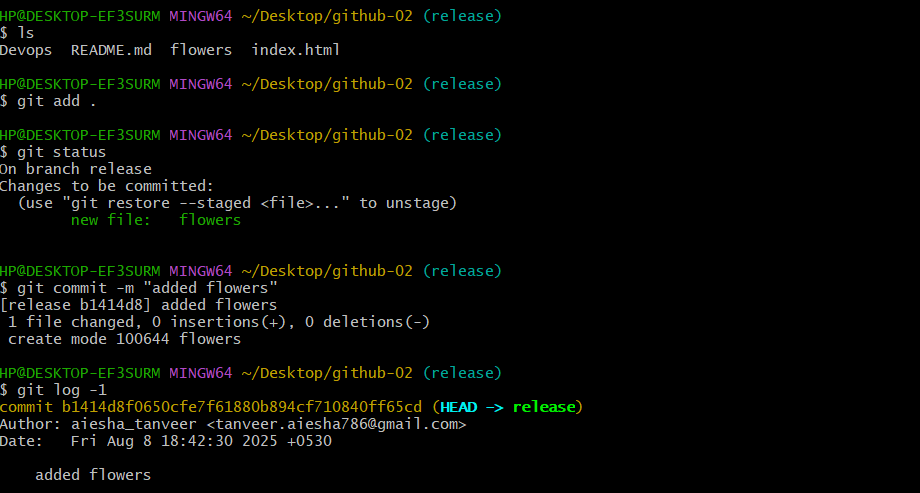 HP@DESKTOP-EF3SURM MINGW64 ~/Desktop/github-02 (release)
$ ls
Devops  README.md  flowers  index.html

HP@DESKTOP-EF3SURM MINGW64 ~/Desktop/github-02 (release)
$ git add .

HP@DESKTOP-EF3SURM MINGW64 ~/Desktop/github-02 (release)
$ git status
On branch release
Changes to be committed:
  (use "git restore --staged <file>..." to unstage)
        new file:   flowers


HP@DESKTOP-EF3SURM MINGW64 ~/Desktop/github-02 (release)
$ git commit -m "added flowers"
[release b1414d8] added flowers
 1 file changed, 0 insertions(+), 0 deletions(-)
 create mode 100644 flowers

HP@DESKTOP-EF3SURM MINGW64 ~/Desktop/github-02 (release)
$ git log -1
commit b1414d8f0650cfe7f61880b894cf710840ff65cd (HEAD -> release)
Author: aiesha_tanveer <tanveer.aiesha786@gmail.com>
Date:   Fri Aug 8 18:42:30 2025 +0530

    added flowers